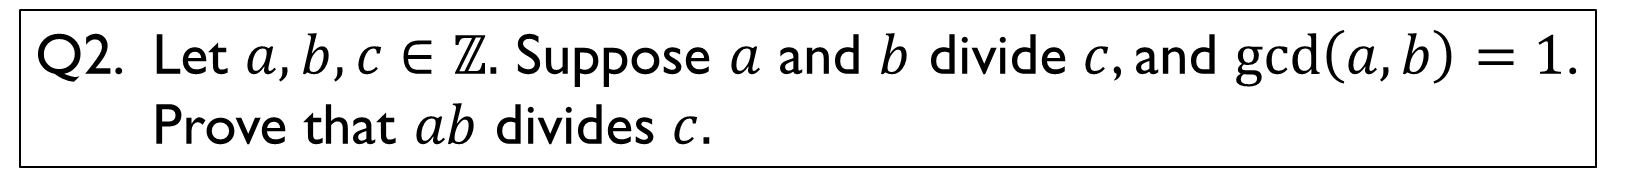 Q2. Let a, b, c ∈ ℤ. Suppose a and b divide c, and gcd(a, b) = 1.
Prove that ab divides c.